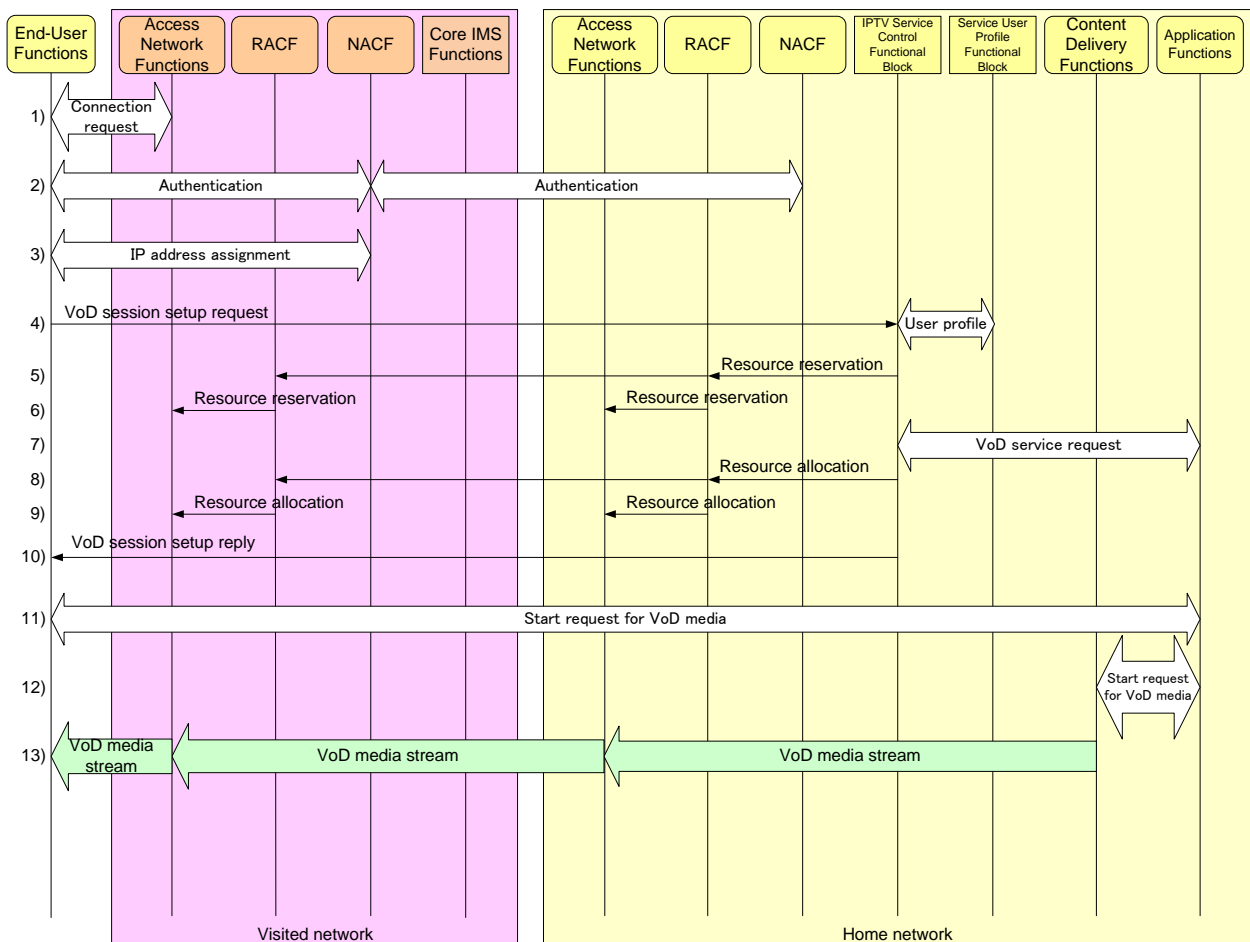 End-User
Functions
Access
Network
Functions
RACF
NACF
Core IMS
Functions
Access
Network
Functions
RACF
NACF
IPTV Service
Control
Functional
Block
Service User
Profile
Functional
Block
Content
Delivery
Functions
Application
Functions
1)
Connection
request
2)
Authentication
Authentication
3)
IP address assignment
4)
VoD session setup request
User profile
5)
Resource reservation
6)
Resource reservation
Resource reservation
7)
VoD service request
8)
Resource allocation
9)
Resource allocation
Resource allocation
10)
VoD session setup reply
11)
Start request for VoD media
12)
Start request
for VoD media
13)
VoD media
stream
VoD media stream
VoD media stream
Visited network
Home network